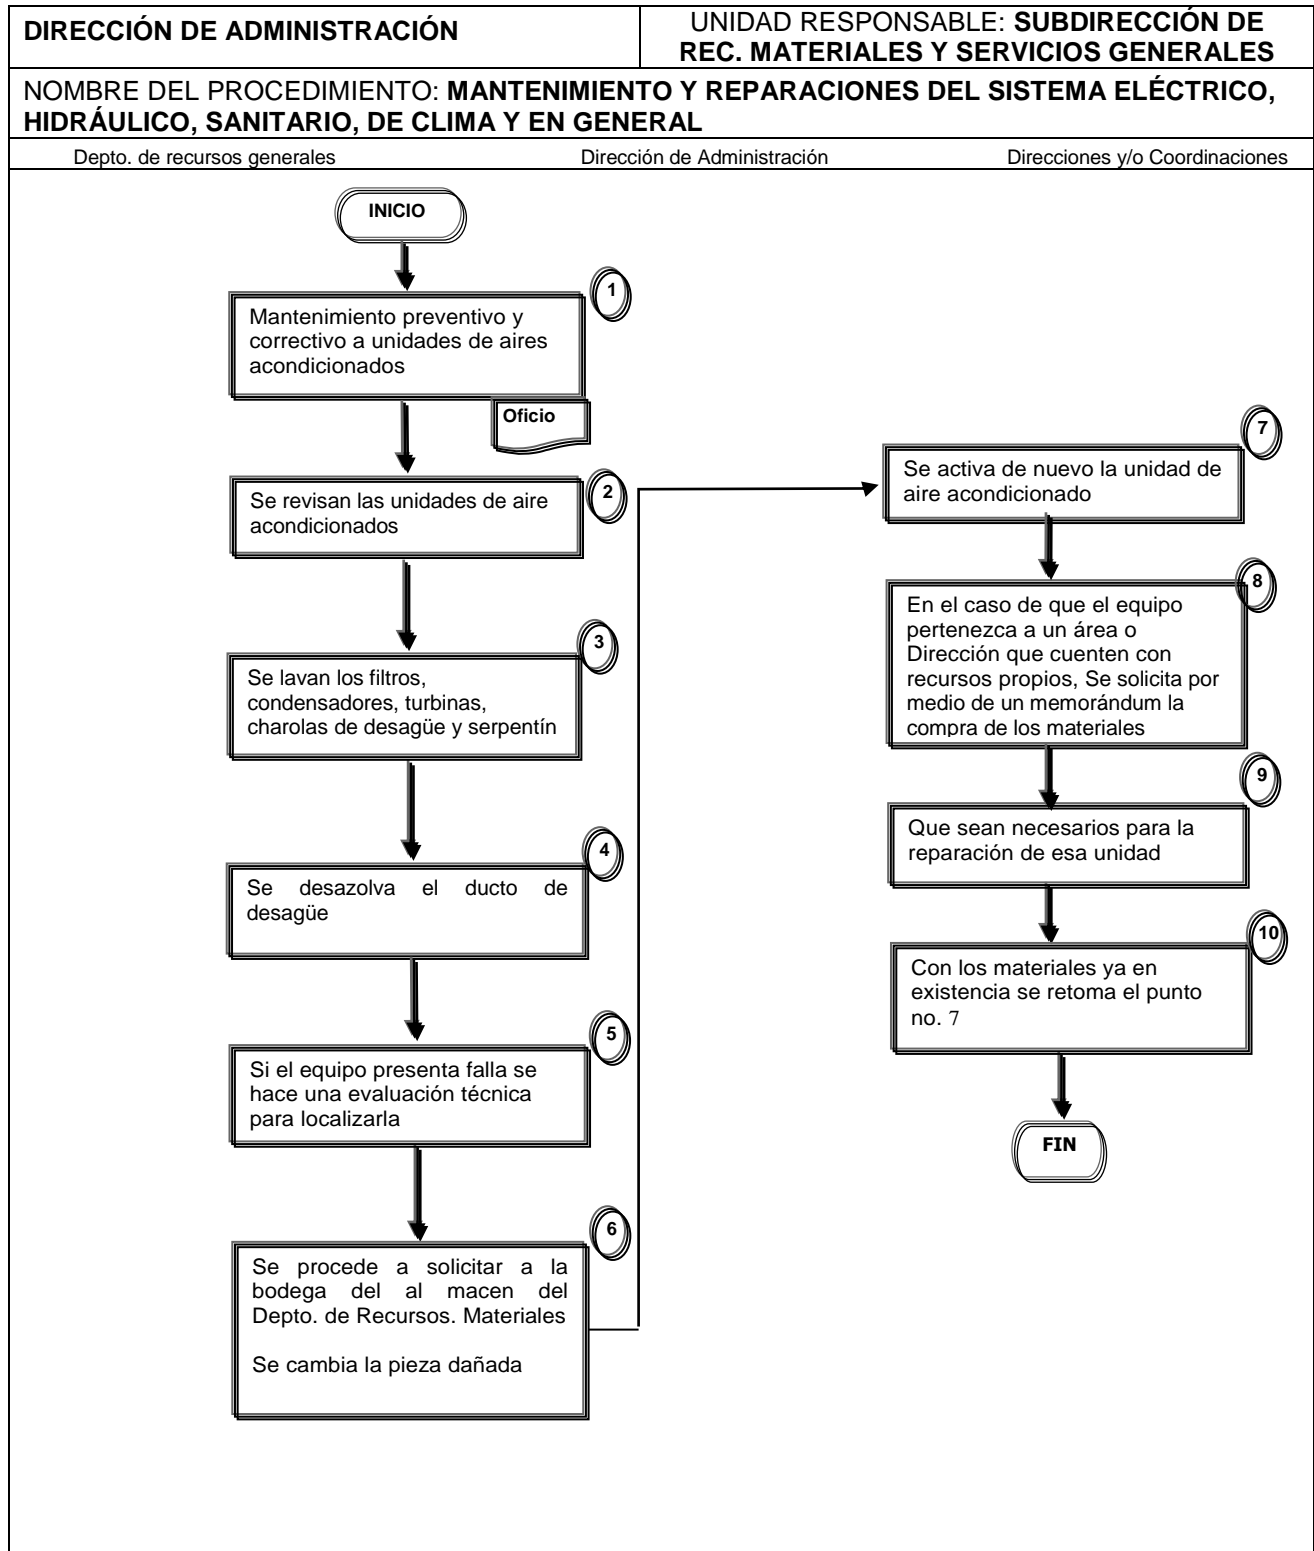 DIRECCIÓN DE ADMINISTRACIÓN
UNIDAD RESPONSABLE: SUBDIRECCIÓN DE
REC. MATERIALES Y SERVICIOS GENERALES
NOMBRE DEL PROCEDIMIENTO: MANTENIMIENTO Y REPARACIONES DEL SISTEMA ELÉCTRICO,
HIDRÁULICO, SANITARIO, DE CLIMA Y EN GENERAL
Depto. de recursos generales
Dirección de Administración
Direcciones y/o Coordinaciones
INICIO
1
Mantenimiento preventivo y
correctivo a unidades de aires
acondicionados
Oficio
2
Se revisan las unidades de aire
acondicionados
3
Se lavan los filtros,
condensadores, turbinas,
charolas de desagüe y serpentín
4
Se desazolva el ducto de
desagüe
5
Si el equipo presenta falla se
hace una evaluación técnica
para localizarla
6
Se procede a solicitar a la
bodega del al macen del
Depto. de Recursos. Materiales
Se cambia la pieza dañada
7
Se activa de nuevo la unidad de
aire acondicionado
8
En el caso de que el equipo
pertenezca a un área o
Dirección que cuenten con
recursos propios, Se solicita por
medio de un memorándum la
compra de los materiales
9
Que sean necesarios para la
reparación de esa unidad
10
Con los materiales ya en
existencia se retoma el punto
no. 7
FIN